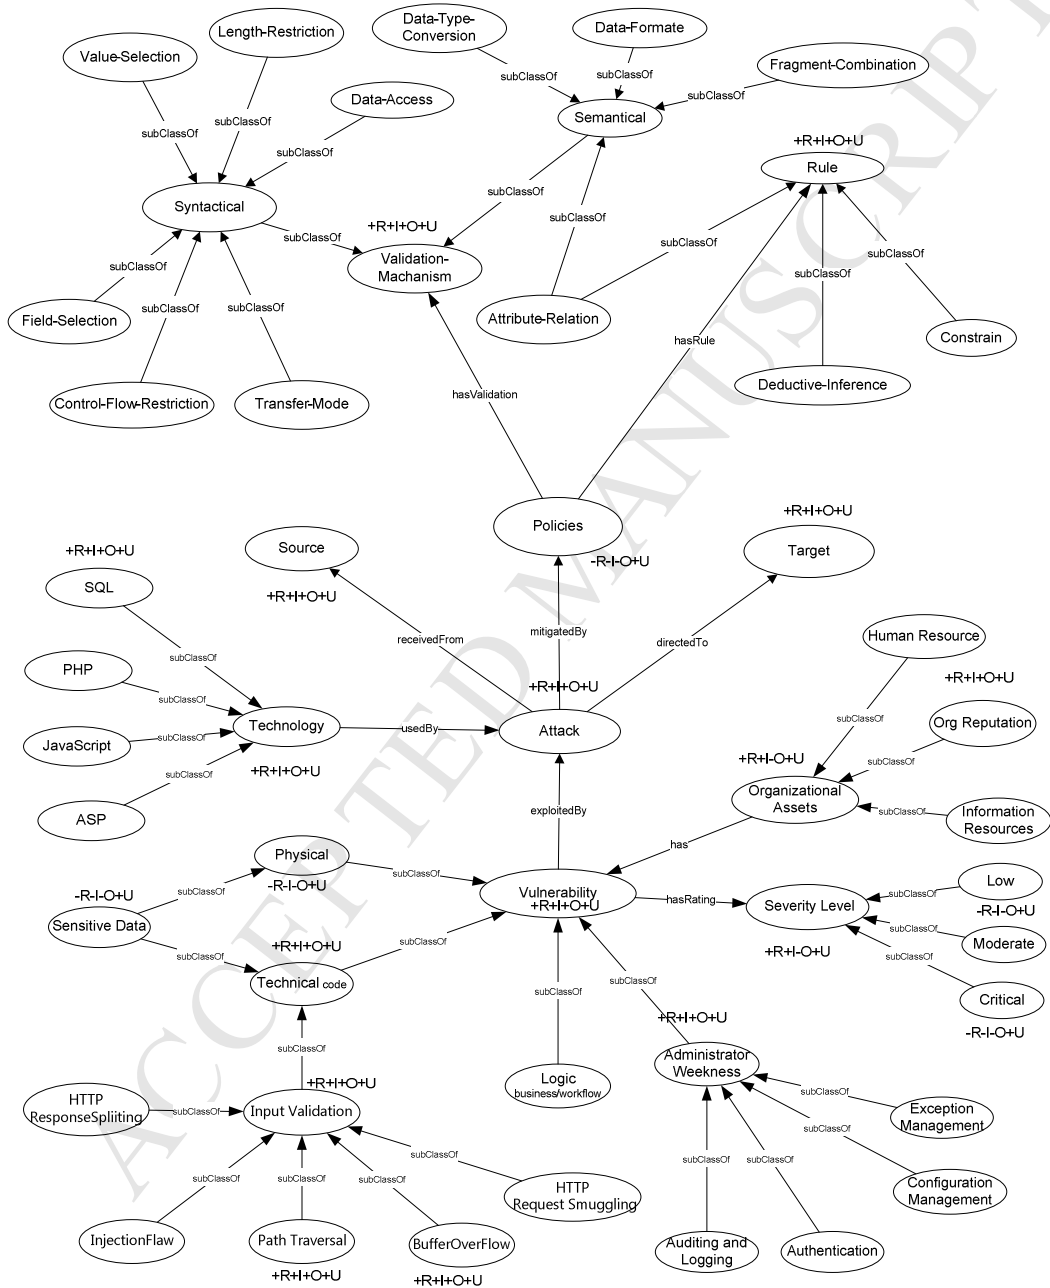 Data-Type-
Conversion
Data-Formate
Length-Restriction
Value-Selection
Fragment-Combination
subClassOf
subClassOf
subClassOf
Data-Access
Semantical
subClassOf
subClassOf
+R+I+O+U
Rule
subClassOf
subClassOf
subClassOf
Syntactical
subClassOf
+R+I+O+U
subClassOf
subClassOf
subClassOf
Validation-
Machanism
subClassOf
subClassOf
subClassOf
subClassOf
Field-Selection
Attribute-Relation
Constrain
hasRule
Deductive-Inference
Control-Flow-Restriction
Transfer-Mode
hasValidation
+R+I+O+U
Policies
Source
Target
+R+I+O+U
-R-I-O+U
SQL
+R+I+O+U
receivedFrom
mitigatedBy
directedTo
Human Resource
subClassOf
PHP
+R+I+O+U
+R+I+O+U
subClassOf
subClassOf
Org Reputation
Technology
usedBy
Attack
JavaScript
subClassOf
+R+I-O+U
subClassOf
+R+I+O+U
subClassOf
Organizational
Assets
ASP
exploitedBy
subClassOf
Information
Resources
has
Physical
subClassOf
-R-I-O+U
-R-I-O+U
Vulnerability
+R+I+O+U
hasRating
Severity Level
subClassOf
Low
-R-I-O+U
Sensitive Data
subClassOf
subClassOf
+R+I+O+U
subClassOf
subClassOf
Moderate
+R+I-O+U
subClassOf
Technical code
subClassOf
subClassOf
Critical
+R+I+O+U
-R-I-O+U
subClassOf
Administrator
Weekness
Logic
business/workflow
+R+I+O+U
HTTP
ResponseSpliiting
subClassOf
Input Validation
subClassOf
Exception
Management
subClassOf
subClassOf
subClassOf
subClassOf
subClassOf
subClassOf
subClassOf
HTTP
Request Smuggling
Configuration
Management
InjectionFlaw
Path Traversal
BufferOverFlow
Auditing and
Logging
Authentication
+R+I+O+U
+R+I+O+U
ACCEPTED MANUSCRIPT